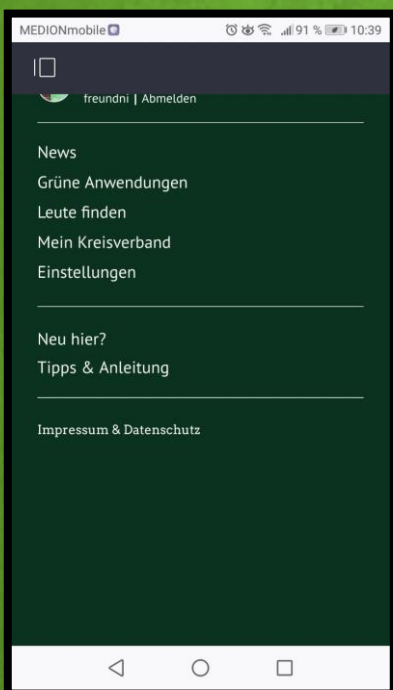 MEDIONmobile 91 % 10:39
freundni | Abmelden
News
Grüne Anwendungen
Leute finden
Mein Kreisverband
Einstellungen
Neu hier?
Tipps & Anleitung
Impressum & Datenschutz